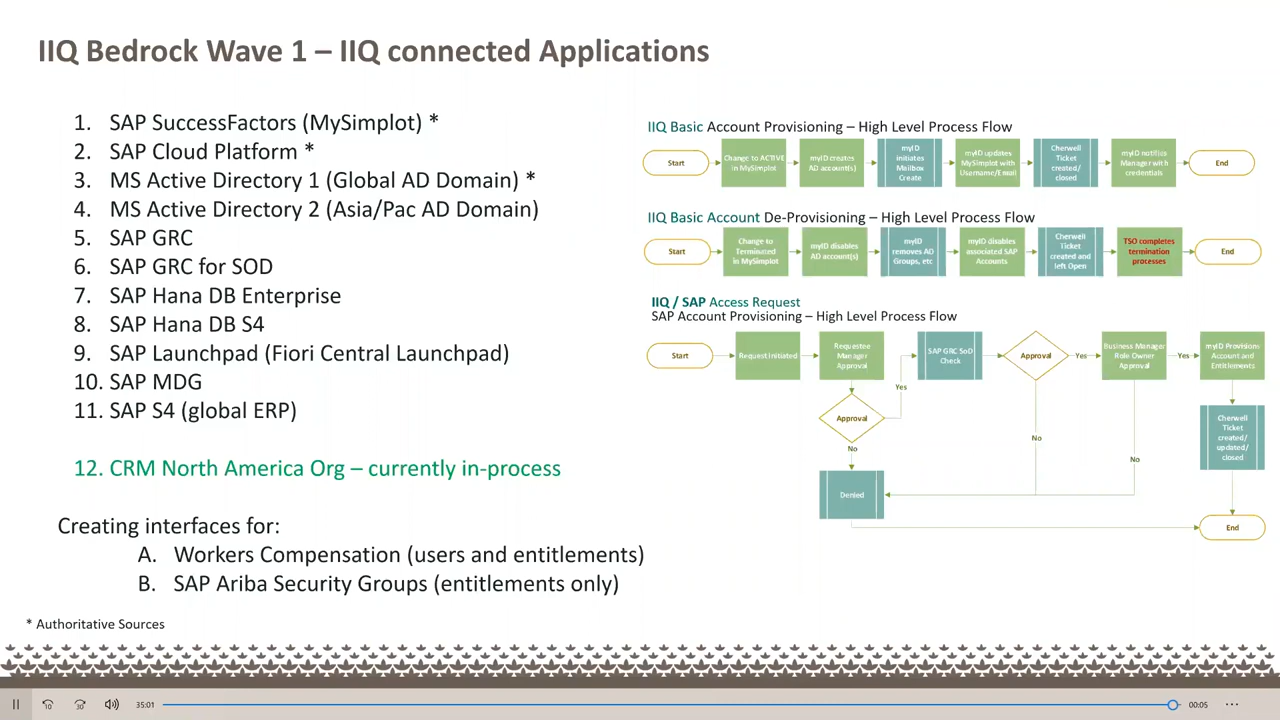 IIQ Bedrock Wave 1 – IIQ connected Applications
1. SAP SuccessFactors (MySimplot) *
2. SAP Cloud Platform *
3. MS Active Directory 1 (Global AD Domain) *
4. MS Active Directory 2 (Asia/Pac AD Domain)
5. SAP GRC
6. SAP GRC for SOD
7. SAP Hana DB Enterprise
8. SAP Hana DB S4
9. SAP Launchpad (Fiori Central Launchpad)
10. SAP MDG
11. SAP S4 (global ERP)
12. CRM North America Org – currently in-process
Creating interfaces for:
A. Workers Compensation (users and entitlements)
B. SAP Ariba Security Groups (entitlements only)
* Authoritative Sources
IIQ Basic Account Provisioning – High Level Process Flow
Start
Change to ACTIVE
in MySimplot
myID creates
AD account(s)
myID
initiates
Mailbox
Create
myID updates
MySimplot with
Username/Email
Cherwell
Ticket
created/
closed
myID notifies
Manager with
credentials
End
IIQ Basic Account De-Provisioning – High Level Process Flow
Start
Change to
Terminated
in MySimplot
myID disables
AD account(s)
myID
removes AD
Groups, etc
myID disables
associated SAP
Accounts
Cherwell
Ticket
created and
left Open
TSO completes
termination
processes
End
IIQ / SAP Access Request
SAP Account Provisioning – High Level Process Flow
Start
Request Initiated
Requestee
Manager
Approval
Approval
Yes
No
Denied
SAP GRC SoD
Check
Approval
Yes
No
Business Manager
Role Owner
Approval
Yes
No
myID Provisions
Account and
Entitlements
Cherwell
Ticket
created/
updated/
closed
End
10
30
35:01
00:05